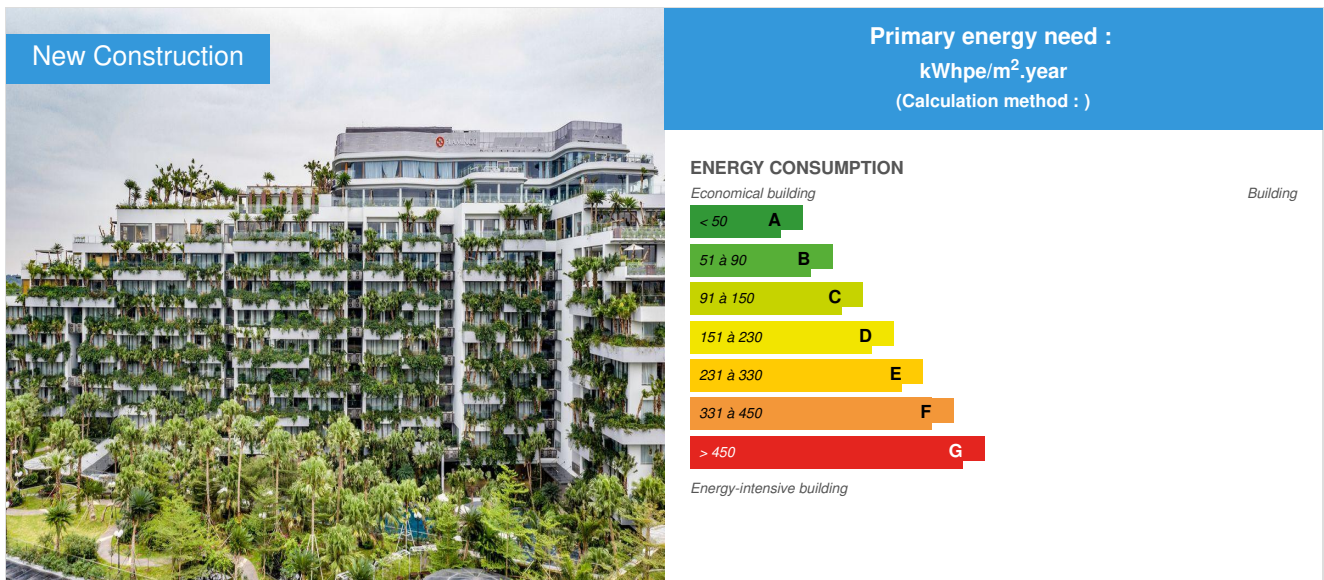 New Construction
Primary energy need :
kWhpe/m².year
(Calculation method : )
ENERGY CONSUMPTION
Economical building
Building
< 50 A
51 à 90 B
91 à 150 C
151 à 230 D
231 à 330 E
331 à 450 F
> 450 G
Energy-intensive building